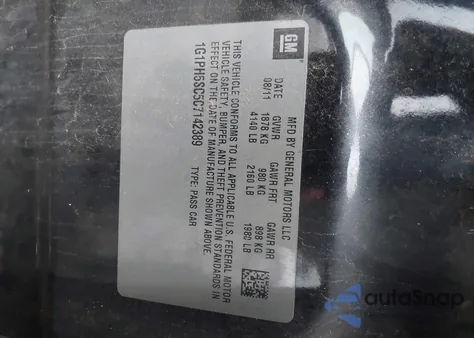 GM
MFD BY GENERAL MOTORS LLC
DATE GVWR GAWR FRT GAWR RR
08/11 1878 KG 980 KG 898 KG
4140 LB 2160 LB 1980 LB
THIS VEHICLE CONFORMS TO ALL APPLICABLE U.S. FEDERAL MOTOR
VEHICLE SAFETY, BUMPER, AND THEFT PREVENTION STANDARDS IN
EFFECT ON THE DATE OF MANUFACTURE SHOWN ABOVE.
1G1PH5SC5C7142389 TYPE: PASS CAR
autoSnap